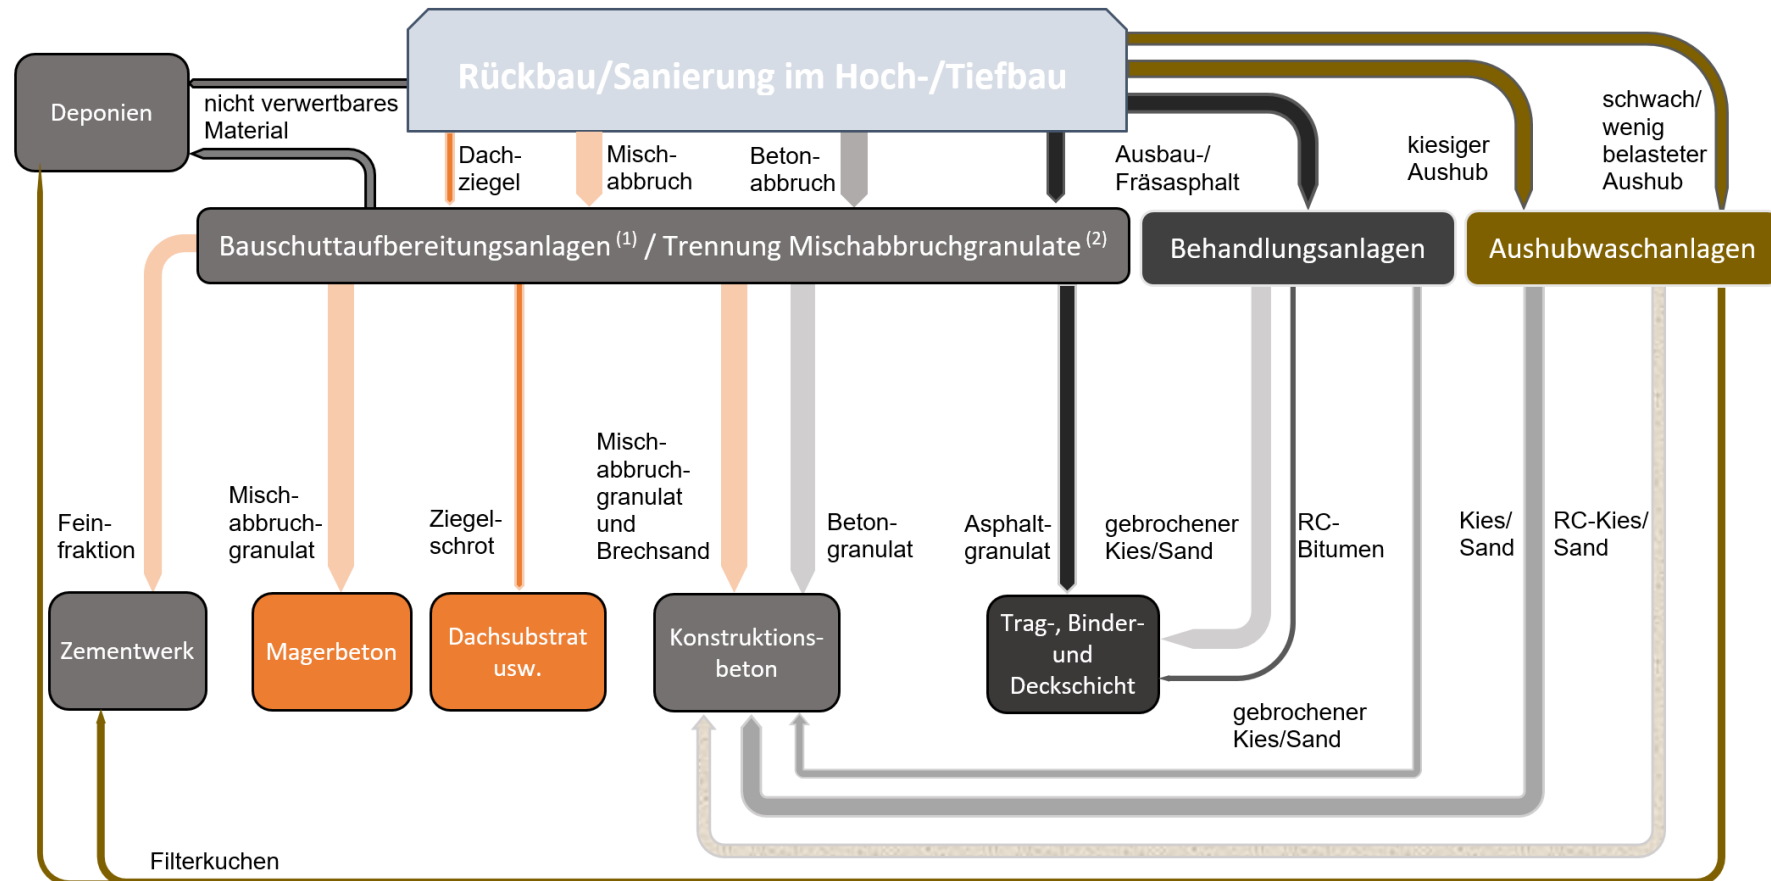 Rückbau/Sanierung im Hoch-/Tiefbau
Deponien
nicht verwertbares
Material
Dach-
ziegel
Misch-
abbruch
Beton-
abbruch
Ausbau-/
Fräsasphalt
kiesiger
Aushub
schwach/
wenig
belasteter
Aushub
Bauschuttaufbereitungsanlagen (1) / Trennung Mischabbruchgranulate (2)
Behandlungsanlagen
Aushubwaschanlagen
Fein-
fraktion
Misch-
abbruch-
granulat
Ziegel-
schrot
Misch-
abbruch-
granulat
und
Brechsand
Beton-
granulat
Asphalt-
granulat
gebrochener
Kies/Sand
RC-
Bitumen
Kies/
Sand
RC-Kies/
Sand
Zementwerk
Magerbeton
Dachsubstrat
usw.
Konstruktions-
beton
Trag-, Binder-
und
Deckschicht
gebrochener
Kies/Sand
Filterkuchen